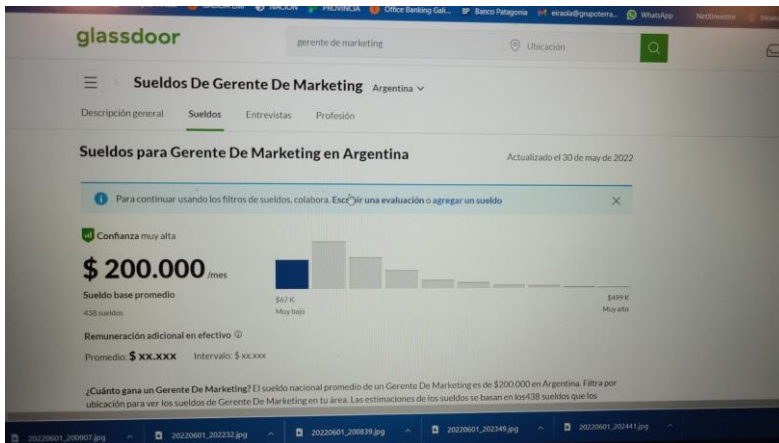 NACION
PROVINCIA
Office Banking Gali...
BP Banco Patagonia
eiraola@grupoterra...
WhatsApp
NetXInvestor
glassdoor
gerente de marketing
Ubicación
Sueldos De Gerente De Marketing Argentina
Descripción general Sueldos Entrevistas Profesión
Sueldos para Gerente De Marketing en Argentina
Actualizado el 30 de may de 2022
Para continuar usando los filtros de sueldos, colabora. Escribir una evaluación o agregar un sueldo
Confianza muy alta
$ 200.000 /mes
Sueldo base promedio
438 sueldos
$67 K
Muy bajo
$499 K
Muy alto
Remuneración adicional en efectivo
Promedio: $ xx.xxx Intervalo: $ xx.xxx
¿Cuánto gana un Gerente De Marketing? El sueldo nacional promedio de un Gerente De Marketing es de $200.000 en Argentina. Filtra por
ubicación para ver los sueldos de Gerente De Marketing en tu área. Las estimaciones de los sueldos se basan en los438 sueldos que los
20220601_200907.jpg
20220601_202232.jpg
20220601_200839.jpg
20220601_202349.jpg
20220601_202441.jpg